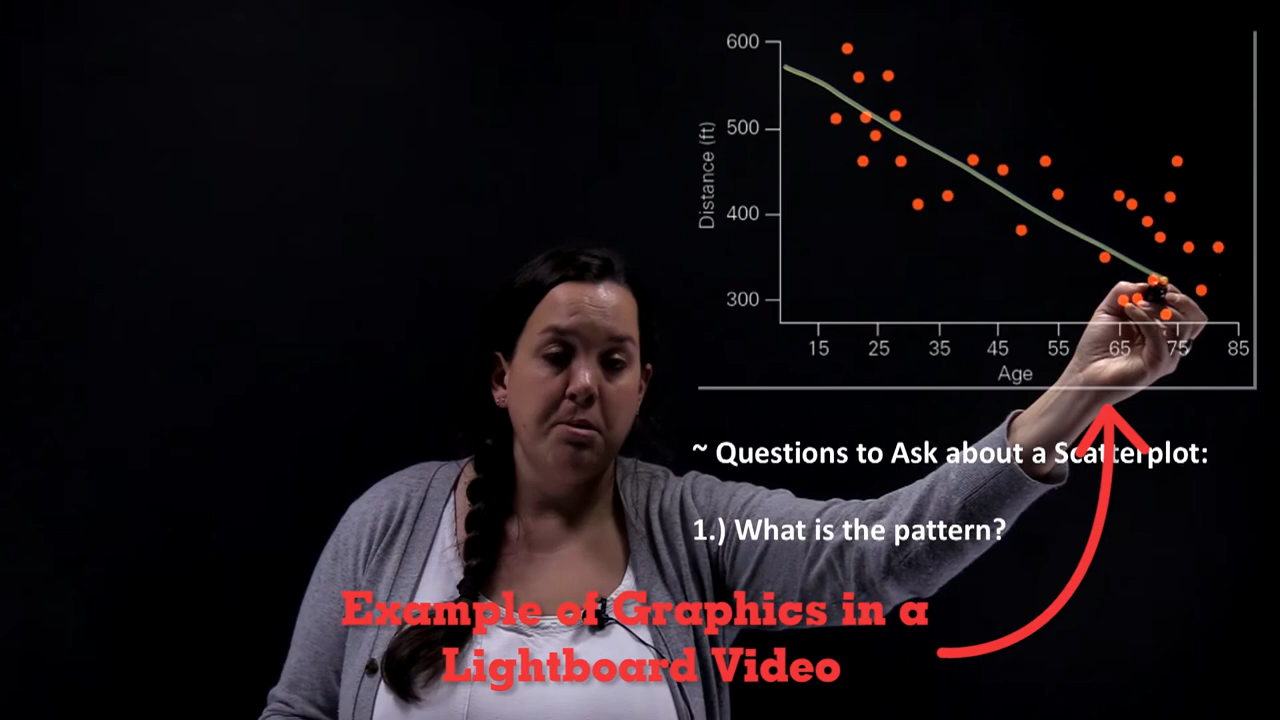 600
500
400
300
Distance (ft)
15 25 35 45 55 65 75 85
Age
~ Questions to Ask about a Scatterplot:
1.) What is the pattern?
Example of Graphics in a
Lightboard Video